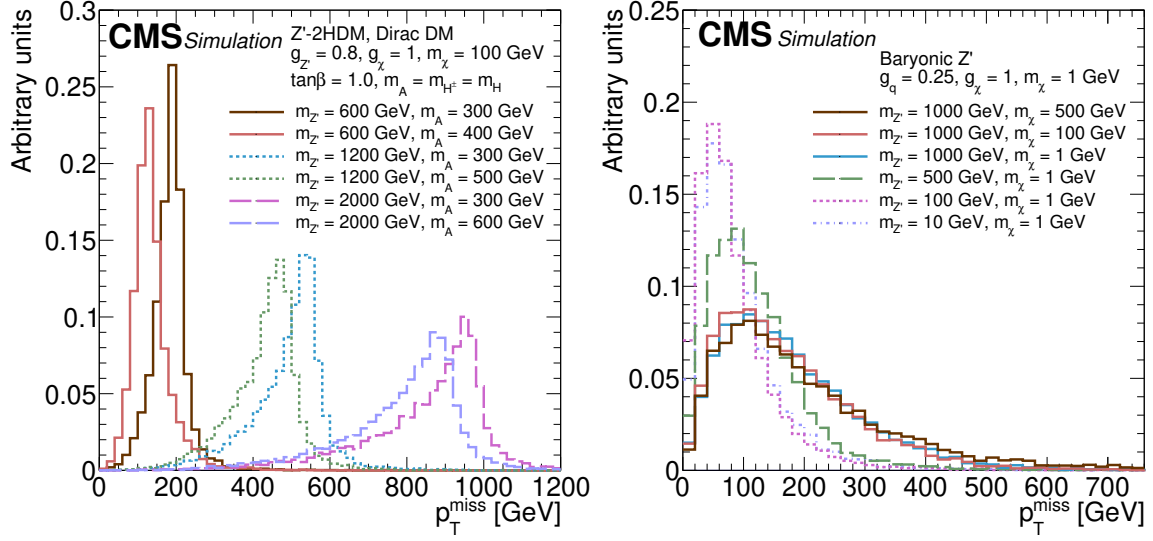 CMS Simulation
Z'-2HDM, Dirac DM
g_Z' = 0.8, g_χ = 1, m_χ = 100 GeV
tanβ = 1.0, m_A = m_H± = m_H
m_Z' = 600 GeV, m_A = 300 GeV
m_Z' = 600 GeV, m_A = 400 GeV
m_Z' = 1200 GeV, m_A = 300 GeV
m_Z' = 1200 GeV, m_A = 500 GeV
m_Z' = 2000 GeV, m_A = 300 GeV
m_Z' = 2000 GeV, m_A = 600 GeV
Arbitrary units
0.3
0.25
0.2
0.15
0.1
0.05
0
0 200 400 600 800 1000 1200
p_T^miss [GeV]
CMS Simulation
Baryonic Z'
g_q = 0.25, g_χ = 1, m_χ = 1 GeV
m_Z' = 1000 GeV, m_χ = 500 GeV
m_Z' = 1000 GeV, m_χ = 100 GeV
m_Z' = 1000 GeV, m_χ = 1 GeV
m_Z' = 500 GeV, m_χ = 1 GeV
m_Z' = 100 GeV, m_χ = 1 GeV
m_Z' = 10 GeV, m_χ = 1 GeV
Arbitrary units
0.25
0.2
0.15
0.1
0.05
0
0 100 200 300 400 500 600 700
p_T^miss [GeV]